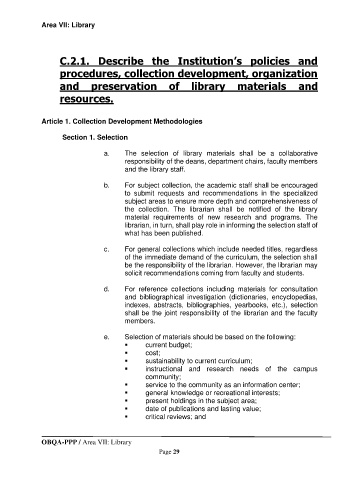 Area VII: Library
C.2.1. Describe the Institution's policies and
procedures, collection development, organization
and preservation of library materials and
resources.
Article 1. Collection Development Methodologies
Section 1. Selection
a. The selection of library materials shall be a collaborative
responsibility of the deans, department chairs, faculty members
and the library staff.
b. For subject collection, the academic staff shall be encouraged
to submit requests and recommendations in the specialized
subject areas to ensure more depth and comprehensiveness of
the collection. The librarian shall be notified of the library
material requirements of new research and programs. The
librarian, in turn, shall play role in informing the selection staff of
what has been published.
c. For general collections which include needed titles, regardless
of the immediate demand of the curriculum, the selection shall
be the responsibility of the librarian. However, the librarian may
solicit recommendations coming from faculty and students.
d. For reference collections including materials for consultation
and bibliographical investigation (dictionaries, encyclopedias,
indexes, abstracts, bibliographies, yearbooks, etc.), selection
shall be the joint responsibility of the librarian and the faculty
members.
e. Selection of materials should be based on the following:
▪ current budget;
▪ cost;
▪ sustainability to current curriculum;
▪ instructional and research needs of the campus
community;
▪ service to the community as an information center;
▪ general knowledge or recreational interests;
▪ present holdings in the subject area;
▪ date of publications and lasting value;
▪ critical reviews; and
OBQA-PPP / Area VII: Library
Page 29